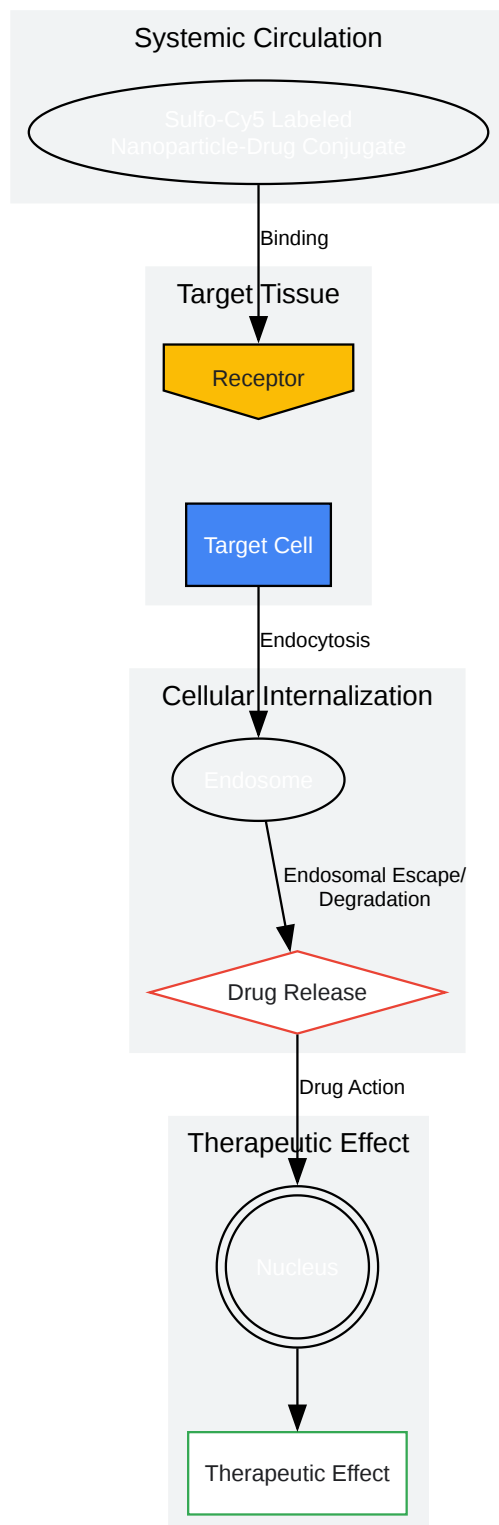 Systemic Circulation
Sulfo-Cy5 Labeled
Nanoparticle-Drug Conjugate
Binding
Target Tissue
Receptor
Target Cell
Endocytosis
Cellular Internalization
Endosome
Endosomal Escape/
Degradation
Drug Release
Drug Action
Therapeutic Effect
Nucleus
Therapeutic Effect